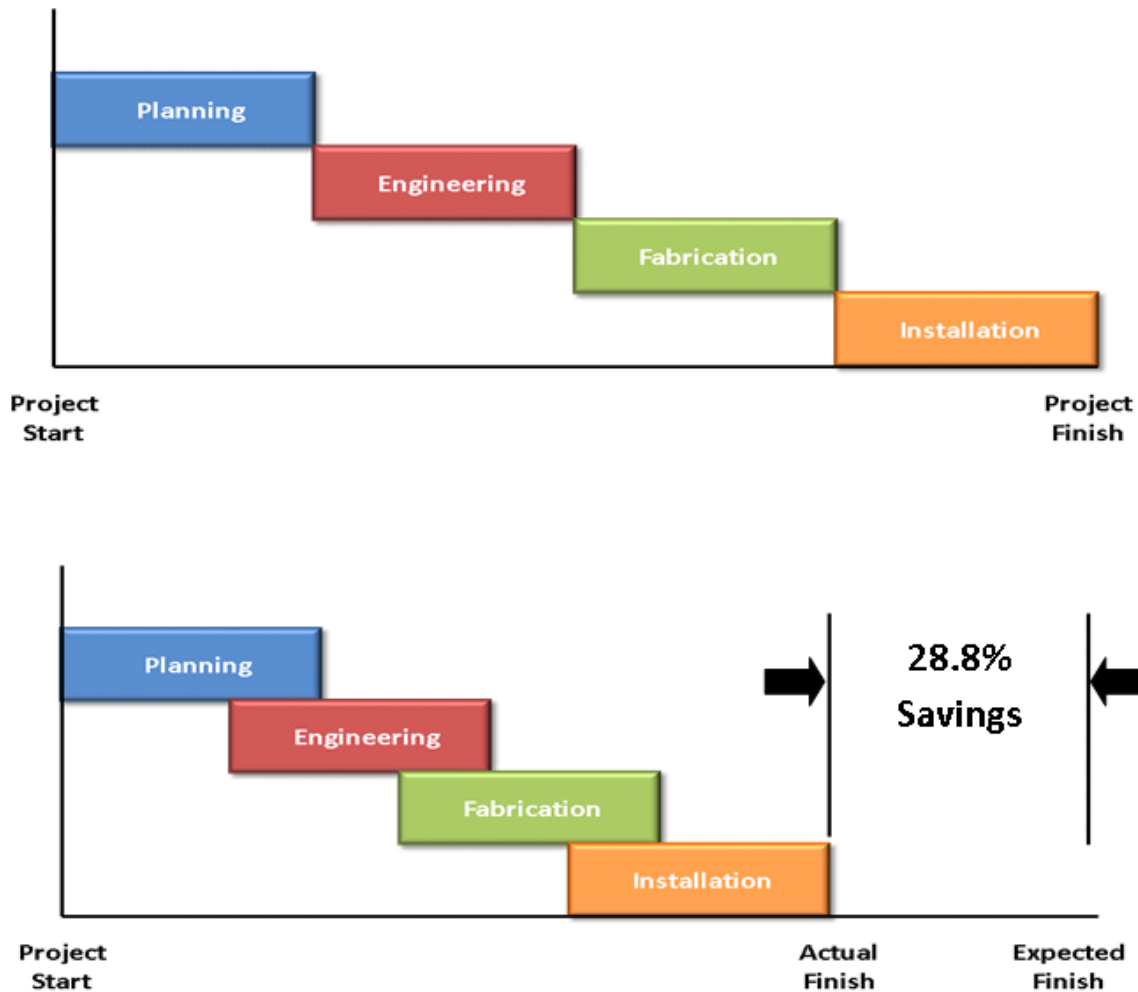 Planning
Engineering
Fabrication
Installation
Project
Start
Project
Finish
Planning
28.8%
Savings
Engineering
Fabrication
Installation
Project
Start
Actual
Finish
Expected
Finish